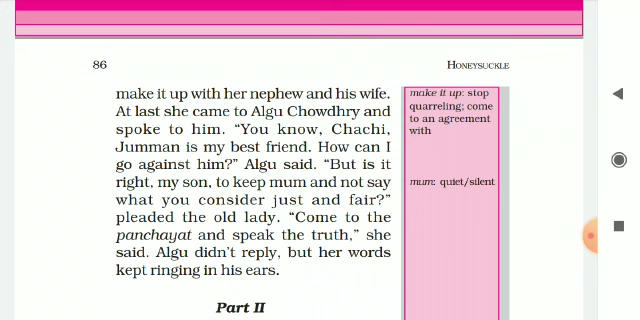 86
HONEYSUCKLE
make it up with her nephew and his wife.
At last she came to Algu Chowdhry and
spoke to him. “You know, Chachi,
Jumman is my best friend. How can I
go against him?” Algu said. “But is it
right, my son, to keep mum and not say
what you consider just and fair?”
pleaded the old lady. “Come to the
panchayat and speak the truth,” she
said. Algu didn’t reply, but her words
kept ringing in his ears.
make it up: stop
quarreling; come
to an agreement
with
mum: quiet/silent
Part II